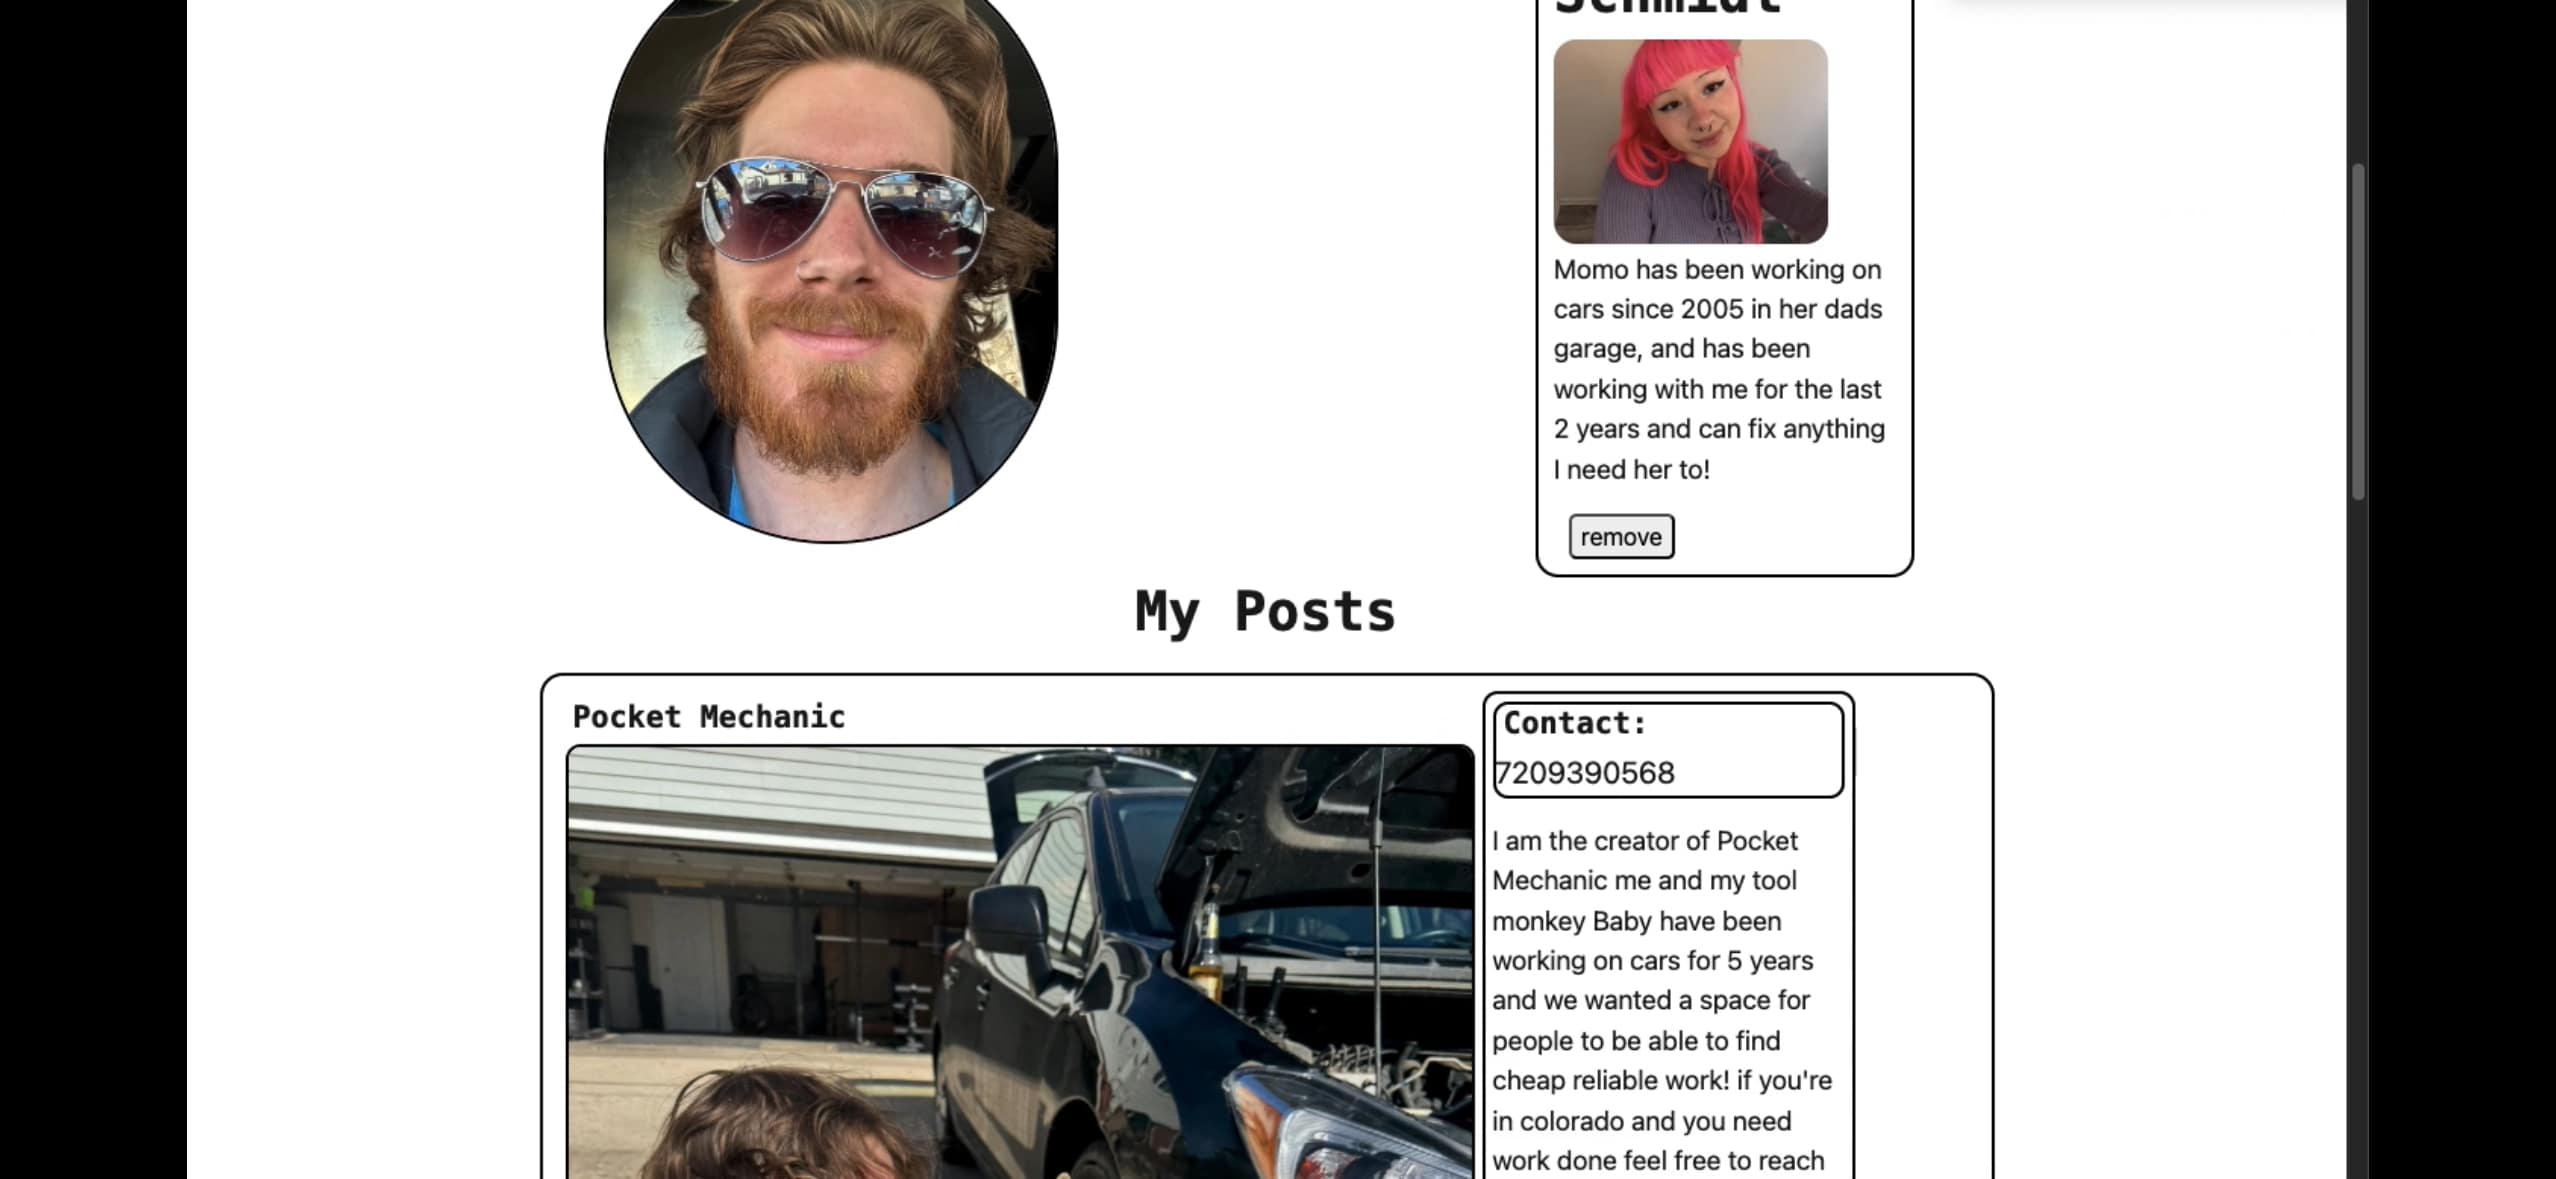 Schmidt
Momo has been working on
cars since 2005 in her dads
garage, and has been
working with me for the last
2 years and can fix anything
I need her to!
remove
My Posts
Pocket Mechanic
Contact:
7209390568
I am the creator of Pocket
Mechanic me and my tool
monkey Baby have been
working on cars for 5 years
and we wanted a space for
people to be able to find
cheap reliable work! if you're
in colorado and you need
work done feel free to reach